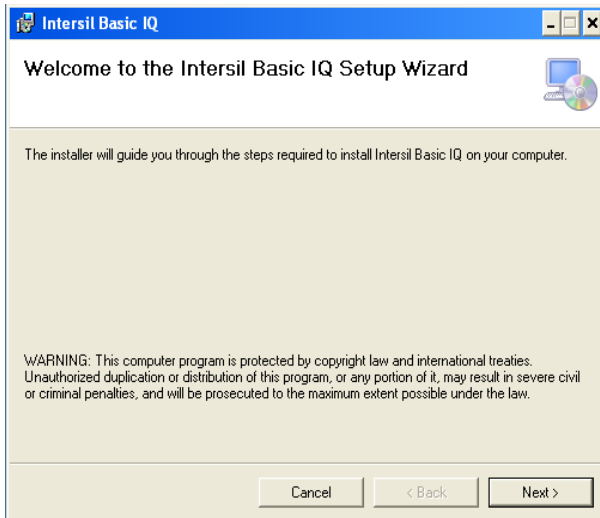 Intersil Basic IQ
Welcome to the Intersil Basic IQ Setup Wizard
The installer will guide you through the steps required to install Intersil Basic IQ on your computer.
WARNING: This computer program is protected by copyright law and international treaties.
Unauthorized duplication or distribution of this program, or any portion of it, may result in severe civil
or criminal penalties, and will be prosecuted to the maximum extent possible under the law.
Cancel
< Back
Next >